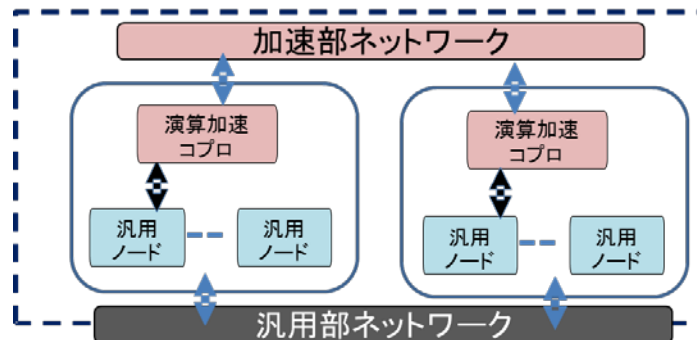 加速部ネットワーク
演算加速
コプロ
汎用
ノード
汎用
ノード
演算加速
コプロ
汎用
ノード
汎用
ノード
汎用部ネットワーク